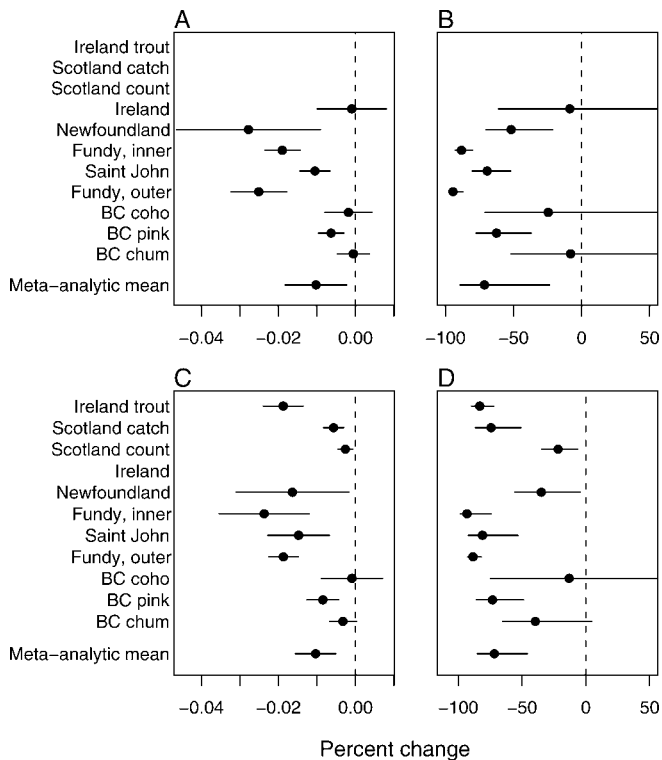 A B
Ireland trout
Scotland catch
Scotland count
Ireland
Newfoundland
Fundy, inner
Saint John
Fundy, outer
BC coho
BC pink
BC chum
Meta−analytic mean
−0.04 −0.02 0.00 −100 −50 0 50
C D
Ireland trout
Scotland catch
Scotland count
Ireland
Newfoundland
Fundy, inner
Saint John
Fundy, outer
BC coho
BC pink
BC chum
Meta−analytic mean
−0.04 −0.02 0.00 −100 −50 0 50
Percent change